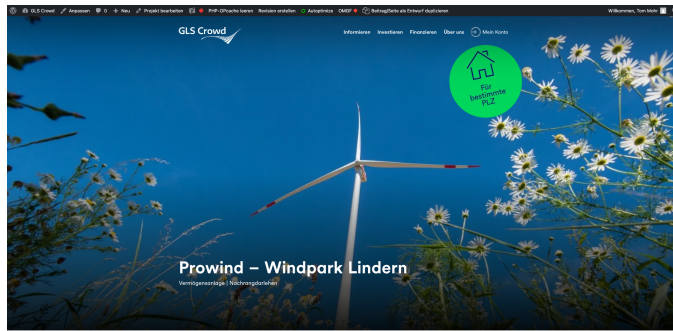 GLS Crowd Anpassen 0 + Neu Projekt bearbeiten PHP-OPcache leeren Revision erstellen Autoptimize OMGF Beitrag/Seite als Entwurf duplizieren Willkommen, Tom Mohr
GLS Crowd
Informieren Investieren Finanzieren Über uns Mein Konto
Für
bestimmte
PLZ
Prowind – Windpark Lindern
Vermögensanlage | Nachrangdarlehen